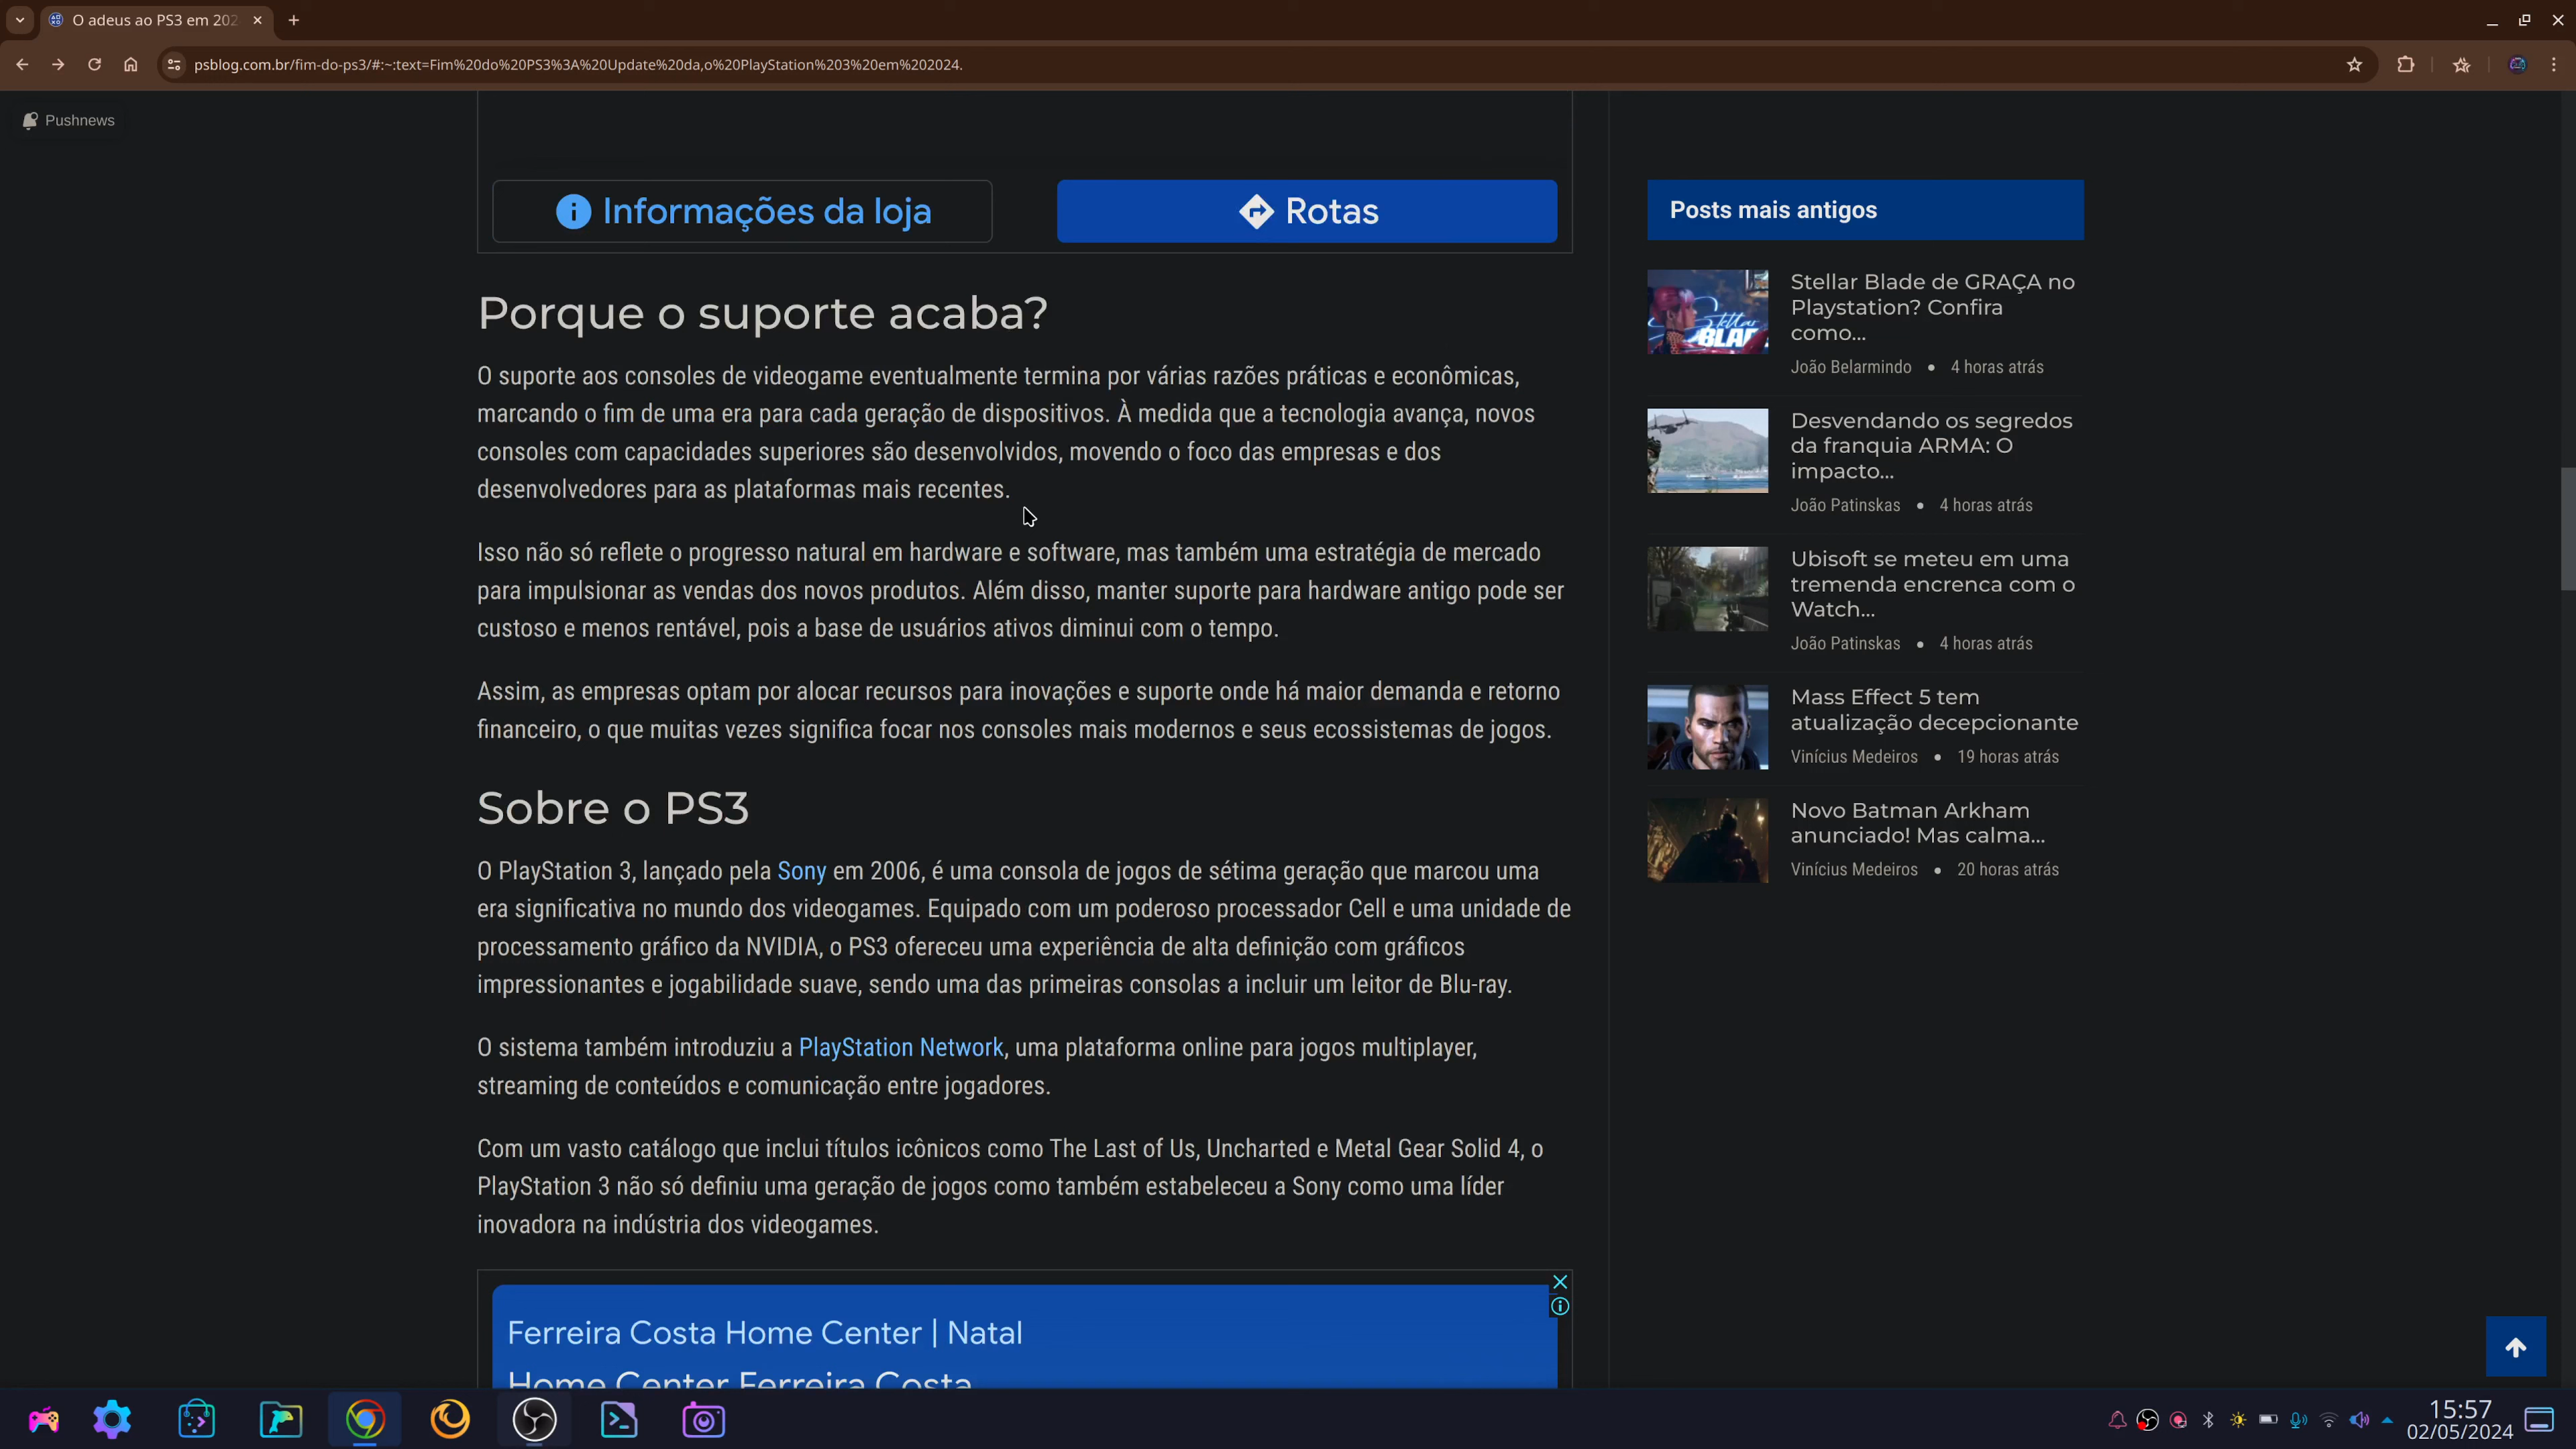 O adeus ao PS3 em 202
psblog.com.br/fim-do-ps3/#:~:text=Fim%20do%20PS3%3A%20Update%20da,o%20PlayStation%203%20em%202024.
Pushnews
Informações da loja
Rotas
Porque o suporte acaba?
O suporte aos consoles de videogame eventualmente termina por várias razões práticas e econômicas,
marcando o fim de uma era para cada geração de dispositivos. À medida que a tecnologia avança, novos
consoles com capacidades superiores são desenvolvidos, movendo o foco das empresas e dos
desenvolvedores para as plataformas mais recentes.
Isso não só reflete o progresso natural em hardware e software, mas também uma estratégia de mercado
para impulsionar as vendas dos novos produtos. Além disso, manter suporte para hardware antigo pode ser
custoso e menos rentável, pois a base de usuários ativos diminui com o tempo.
Assim, as empresas optam por alocar recursos para inovações e suporte onde há maior demanda e retorno
financeiro, o que muitas vezes significa focar nos consoles mais modernos e seus ecossistemas de jogos.
Sobre o PS3
O PlayStation 3, lançado pela Sony em 2006, é uma consola de jogos de sétima geração que marcou uma
era significativa no mundo dos videogames. Equipado com um poderoso processador Cell e uma unidade de
processamento gráfico da NVIDIA, o PS3 ofereceu uma experiência de alta definição com gráficos
impressionantes e jogabilidade suave, sendo uma das primeiras consolas a incluir um leitor de Blu-ray.
O sistema também introduziu a PlayStation Network, uma plataforma online para jogos multiplayer,
streaming de conteúdos e comunicação entre jogadores.
Com um vasto catálogo que inclui títulos icônicos como The Last of Us, Uncharted e Metal Gear Solid 4, o
PlayStation 3 não só definiu uma geração de jogos como também estabeleceu a Sony como uma líder
inovadora na indústria dos videogames.
Ferreira Costa Home Center | Natal
Home Center Ferreira Costa
Posts mais antigos
Stellar Blade de GRAÇA no
Playstation? Confira
como...
João Belarmindo • 4 horas atrás
Desvendando os segredos
da franquia ARMA: O
impacto...
João Patinskas • 4 horas atrás
Ubisoft se meteu em uma
tremenda encrenca com o
Watch...
João Patinskas • 4 horas atrás
Mass Effect 5 tem
atualização decepcionante
Vinícius Medeiros • 19 horas atrás
Novo Batman Arkham
anunciado! Mas calma...
Vinícius Medeiros • 20 horas atrás
15:57
02/05/2024